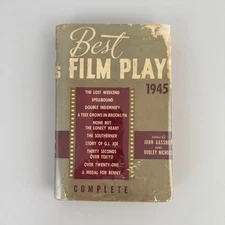 Best
FILM PLAYS
1945
THE LOST WEEKEND
SPELLBOUND
DOUBLE INDEMNITY
A TREE GROWS IN BROOKLYN
NONE BUT
THE LONELY HEART
THE SOUTHERNER
STORY OF G.I. JOE
THIRTY SECONDS
OVER TOKYO
OVER TWENTY-ONE
A MEDAL FOR BENNY
JOHN GASSNER
AND
DUDLEY NICHOLS
COMPLETE